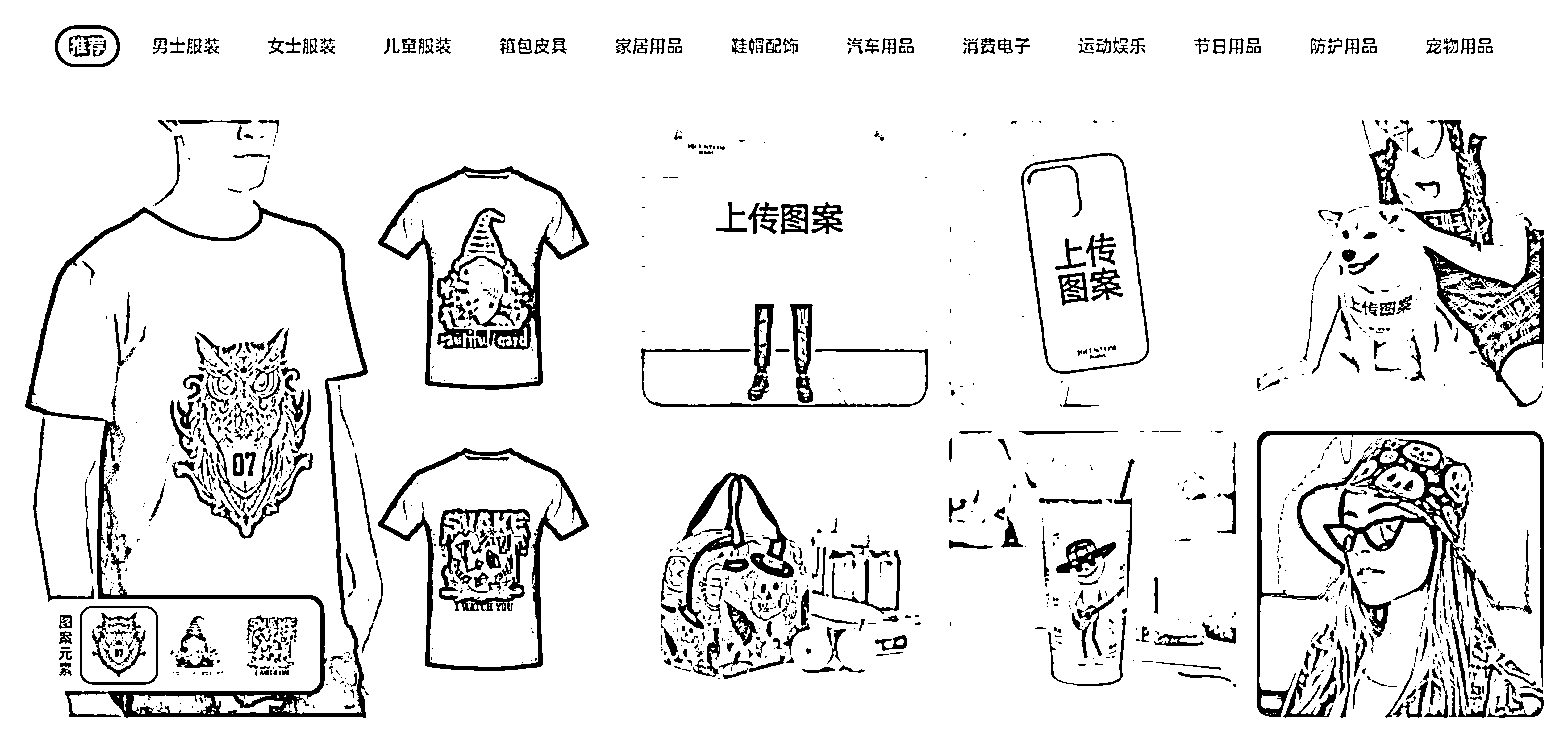 推荐 男士服装 女士服装 儿童服装 箱包皮具 家居用品 鞋帽配饰 汽车用品 消费电子 运动娱乐 节日用品 防护用品 宠物用品
上传图案
上传
图案
上传图案
07
SNAKE
I WATCH YOU
图案元素
07